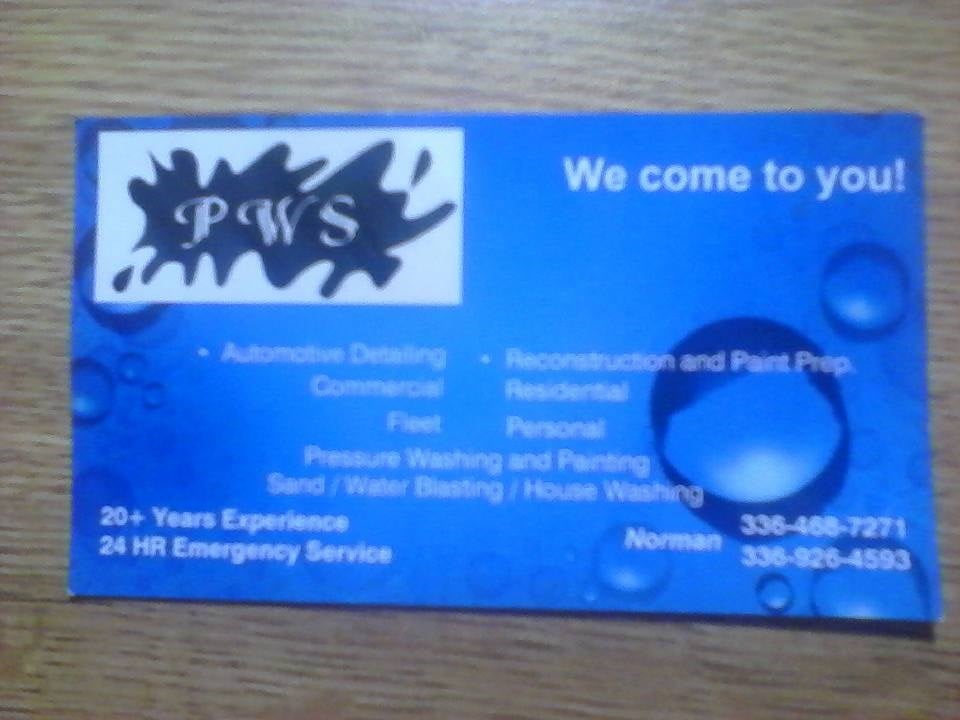 PWS
We come to you!
• Automotive Detailing • Reconstruction and Paint Prep.
Commercial Residential
Fleet Personal
Pressure Washing and Painting
Sand / Water Blasting / House Washing
20+ Years Experience
24 HR Emergency Service
Norman 336-468-7271
336-926-4593